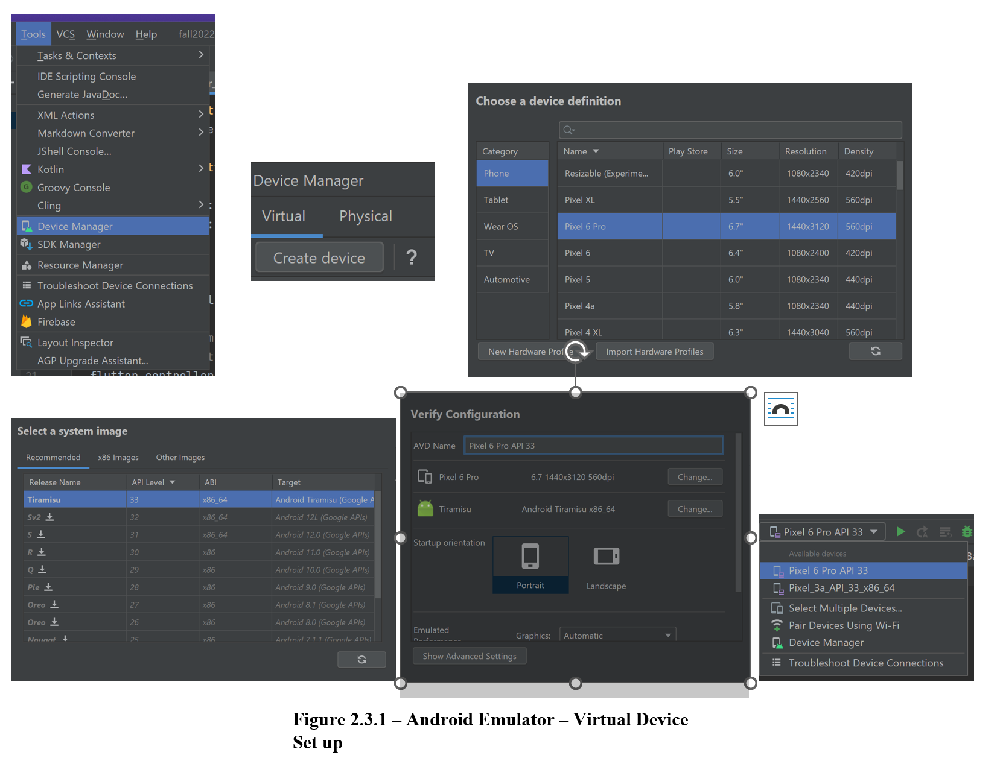 Tools VCS Window Help fall2022
Tasks & Contexts
IDE Scripting Console
Generate JavaDoc...
XML Actions
Markdown Converter
JShell Console...
Kotlin
Groovy Console
Cling
Device Manager
SDK Manager
Resource Manager
Troubleshoot Device Connections
App Links Assistant
Firebase
Layout Inspector
AGP Upgrade Assistant...
Device Manager
Virtual Physical
Create device ?
Choose a device definition
Category Name Play Store Size Resolution Density
Phone Resizable (Experime... 6.0" 1080x2340 420dpi
Tablet Pixel XL 5.5" 1440x2560 560dpi
Wear OS Pixel 6 Pro 6.7" 1440x3120 560dpi
TV Pixel 6 6.4" 1080x2400 420dpi
Automotive Pixel 5 6.0" 1080x2340 440dpi
Pixel 4a 5.8" 1080x2340 440dpi
Pixel 4 XL 6.3" 1440x3040 560dpi
New Hardware Import Hardware Profiles
Select a system image
Recommended x86 Images Other Images
Release Name API Level ABI Target
Tiramisu 33 x86_64 Android Tiramisu (Google A
Sv2 32 x86_64 Android 12L (Google APIs)
S 31 x86_64 Android 12.0 (Google APIs)
R 30 x86 Android 11.0 (Google APIs)
Q 29 x86 Android 10.0 (Google APIs)
Pie 28 x86 Android 9.0 (Google APIs)
Oreo 27 x86 Android 8.1 (Google APIs)
Oreo 26 x86 Android 8.0 (Google APIs)
Nougat 25 x86 Android 7.1.1 (Google APIs)
Verify Configuration
AVD Name Pixel 6 Pro API 33
Pixel 6 Pro 6.7 1440x3120 560dpi Change...
Tiramisu Android Tiramisu x86_64 Change...
Startup orientation
Portrait Landscape
Emulated
Performance Graphics: Automatic
Show Advanced Settings
Pixel 6 Pro API 33
Available devices
Pixel 6 Pro API 33
Pixel_3a_API_33_x86_64
Select Multiple Devices...
Pair Devices Using Wi-Fi
Device Manager
Troubleshoot Device Connections
Figure 2.3.1 – Android Emulator – Virtual Device
Set up